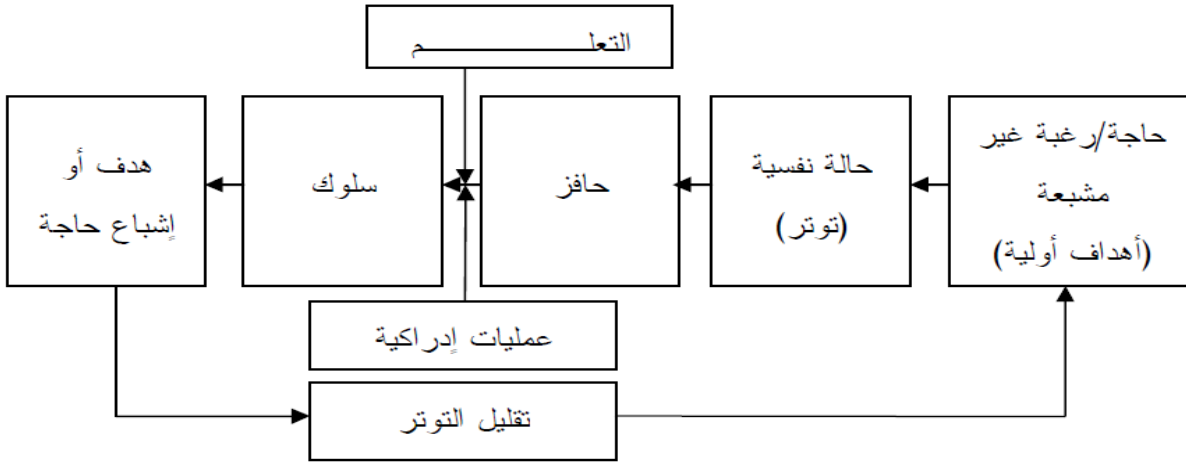 التعلـــــــــــــــم
حاجة/رغبة غير
مشبعة
(أهداف أولية)
حالة نفسية
(توتر)
حافز
سلوك
هدف أو
إشباع حاجة
عمليات إدراكية
تقليل التوتر